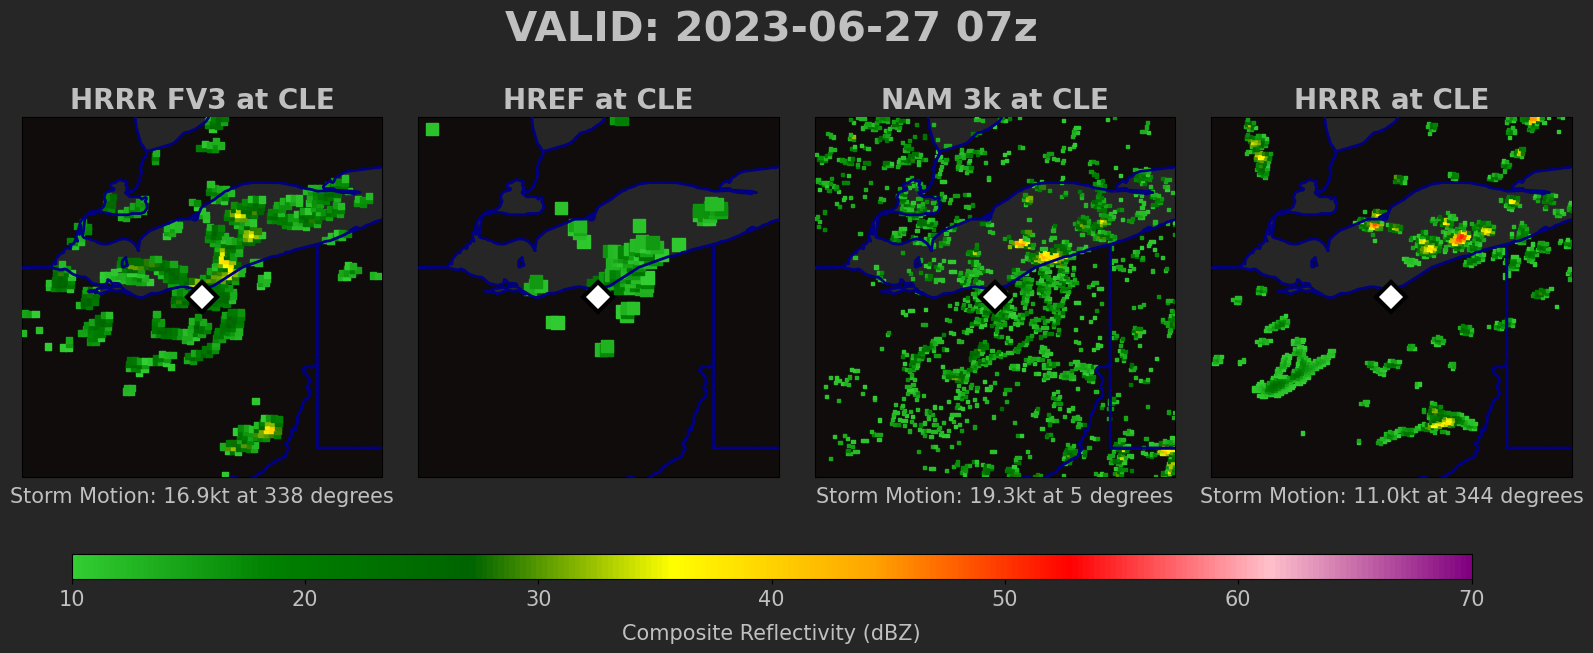 VALID: 2023-06-27 07z
HRRR FV3 at CLE
HREF at CLE
NAM 3k at CLE
HRRR at CLE
Storm Motion: 16.9kt at 338 degrees
Storm Motion: 19.3kt at 5 degrees
Storm Motion: 11.0kt at 344 degrees
10 20 30 40 50 60 70
Composite Reflectivity (dBZ)